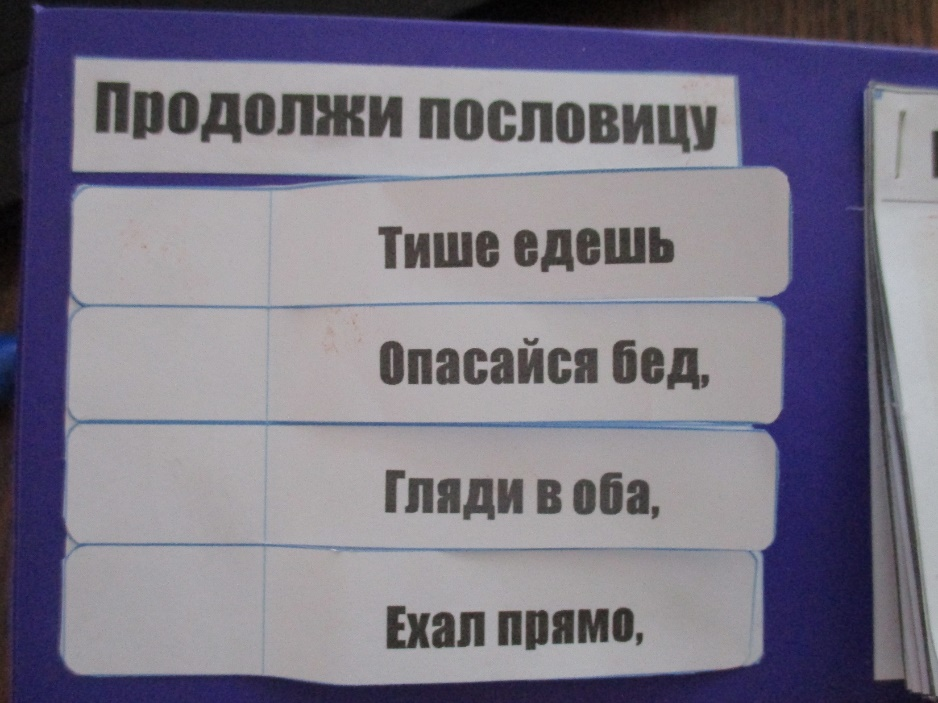 Продолжи пословицу
Тише едешь
Опасайся бед,
Гляди в оба,
Ехал прямо,